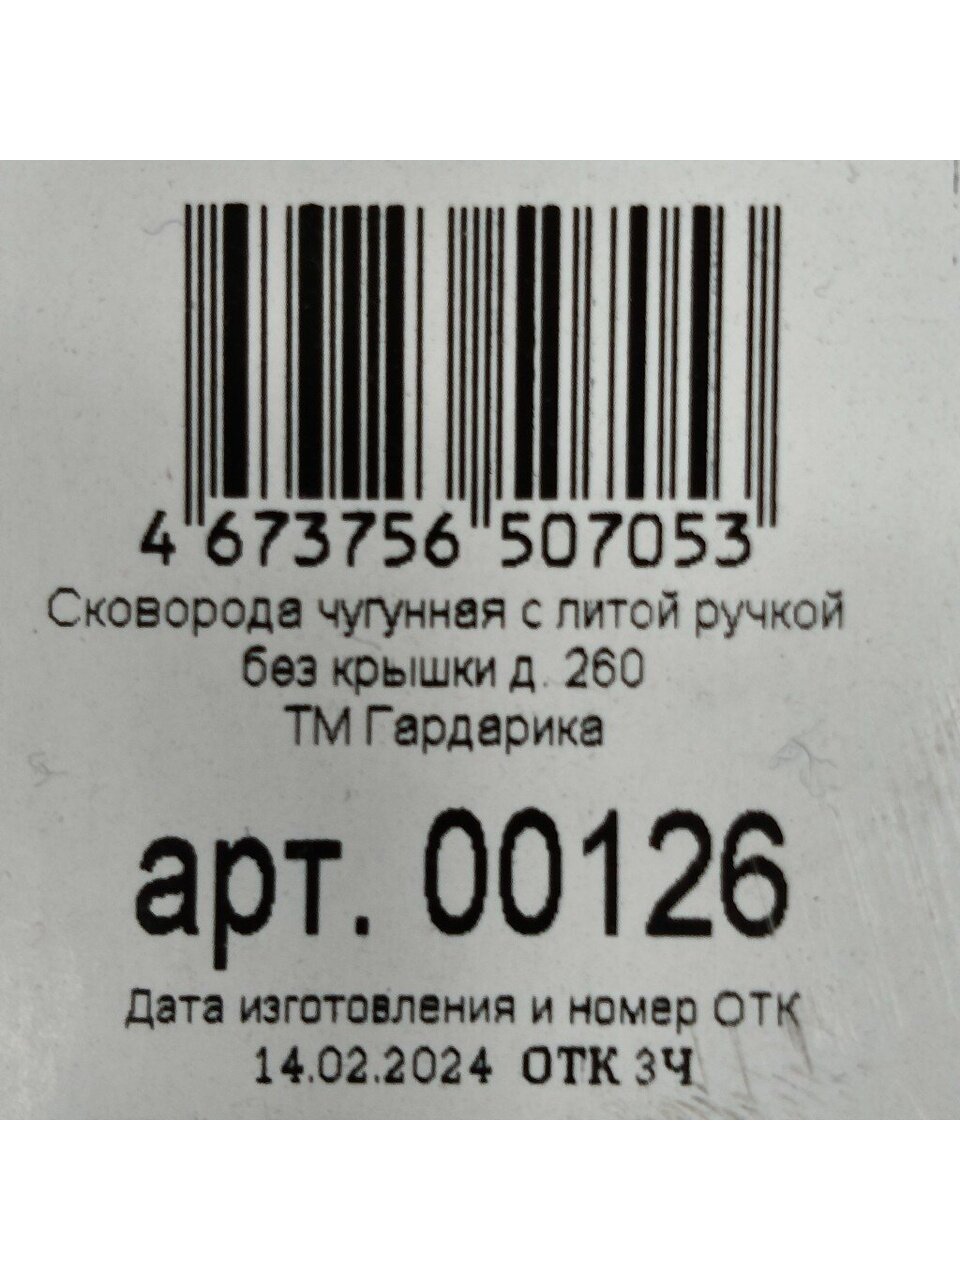 4 673756 507053
Сковорода чугунная с литой ручкой
без крышки д. 260
ТМ Гардарика
арт. 00126
Дата изготовления и номер ОТК
14.02.2024 ОТК 3Ч